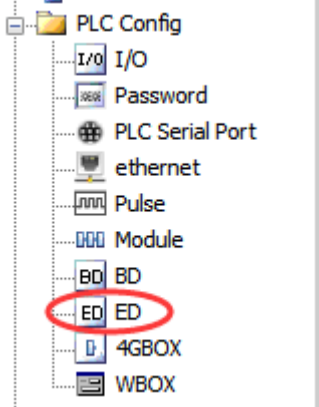 PLC Config
I/O I/O
Password
PLC Serial Port
ethernet
Pulse
Module
BD BD
ED ED
4GBOX
WBOX